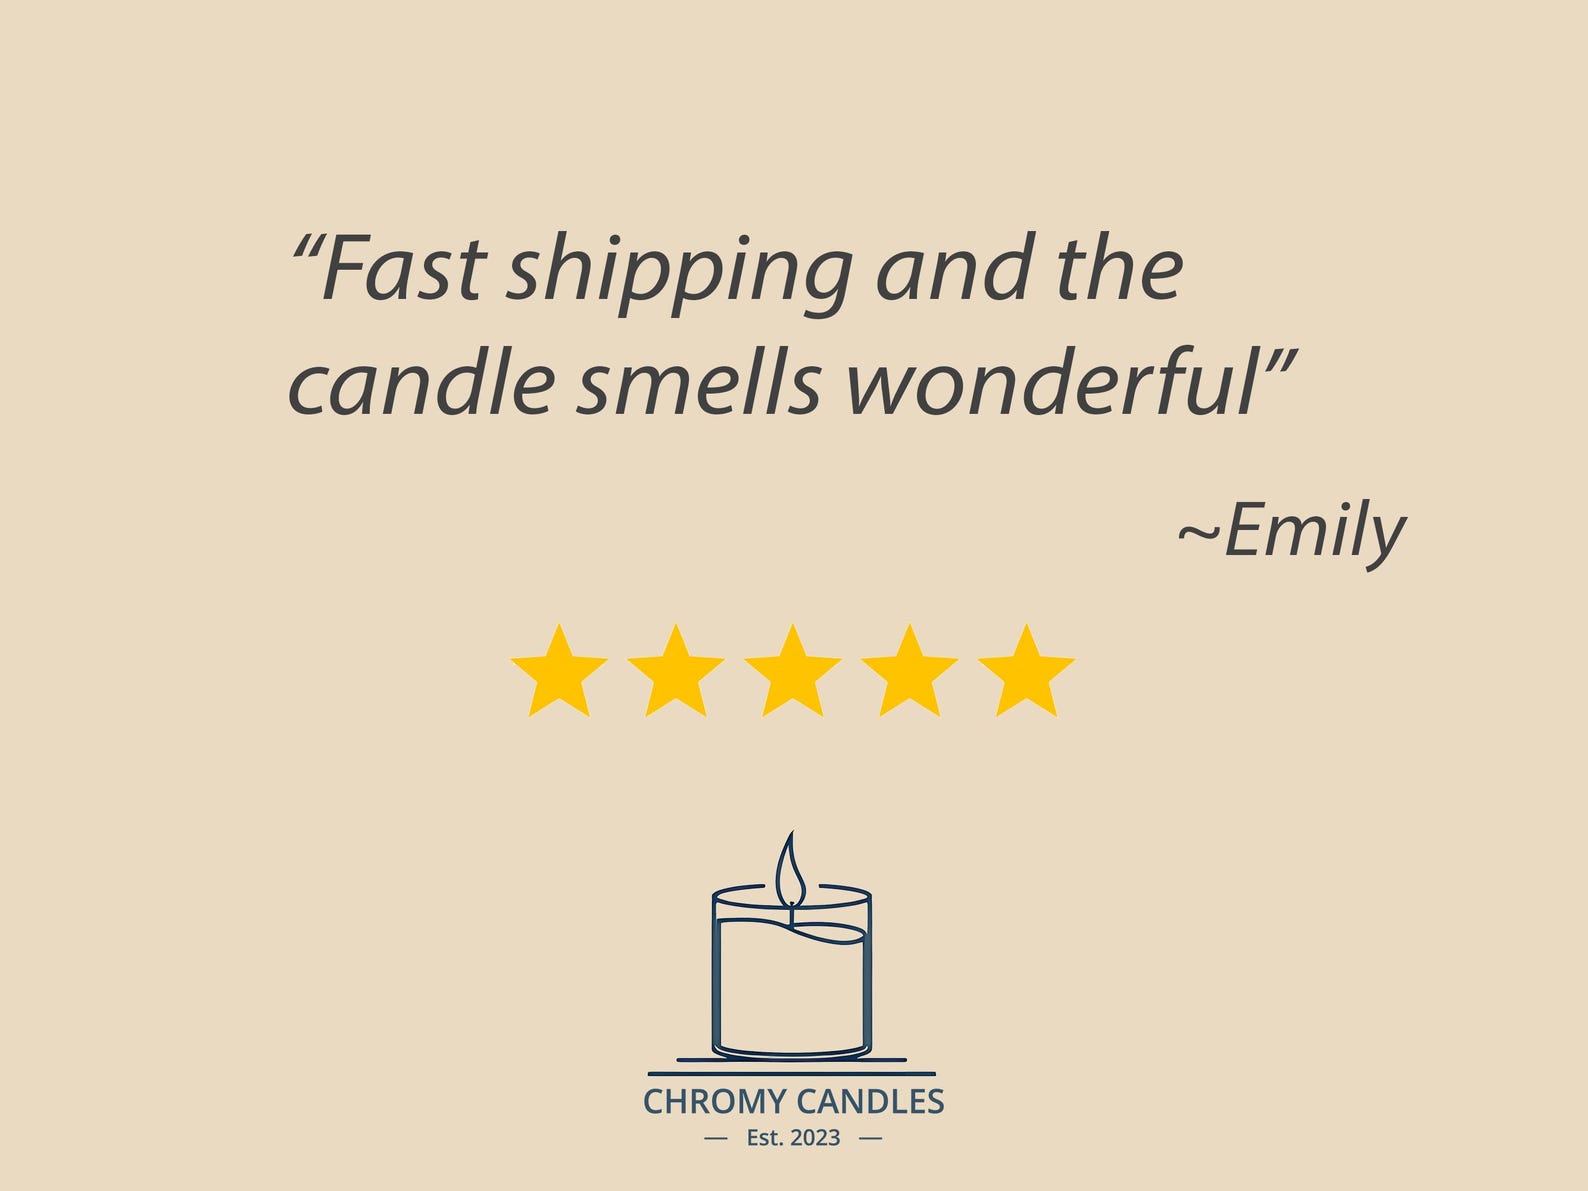 “Fast shipping and the
candle smells wonderful”
~Emily
CHROMY CANDLES
— Est. 2023 —